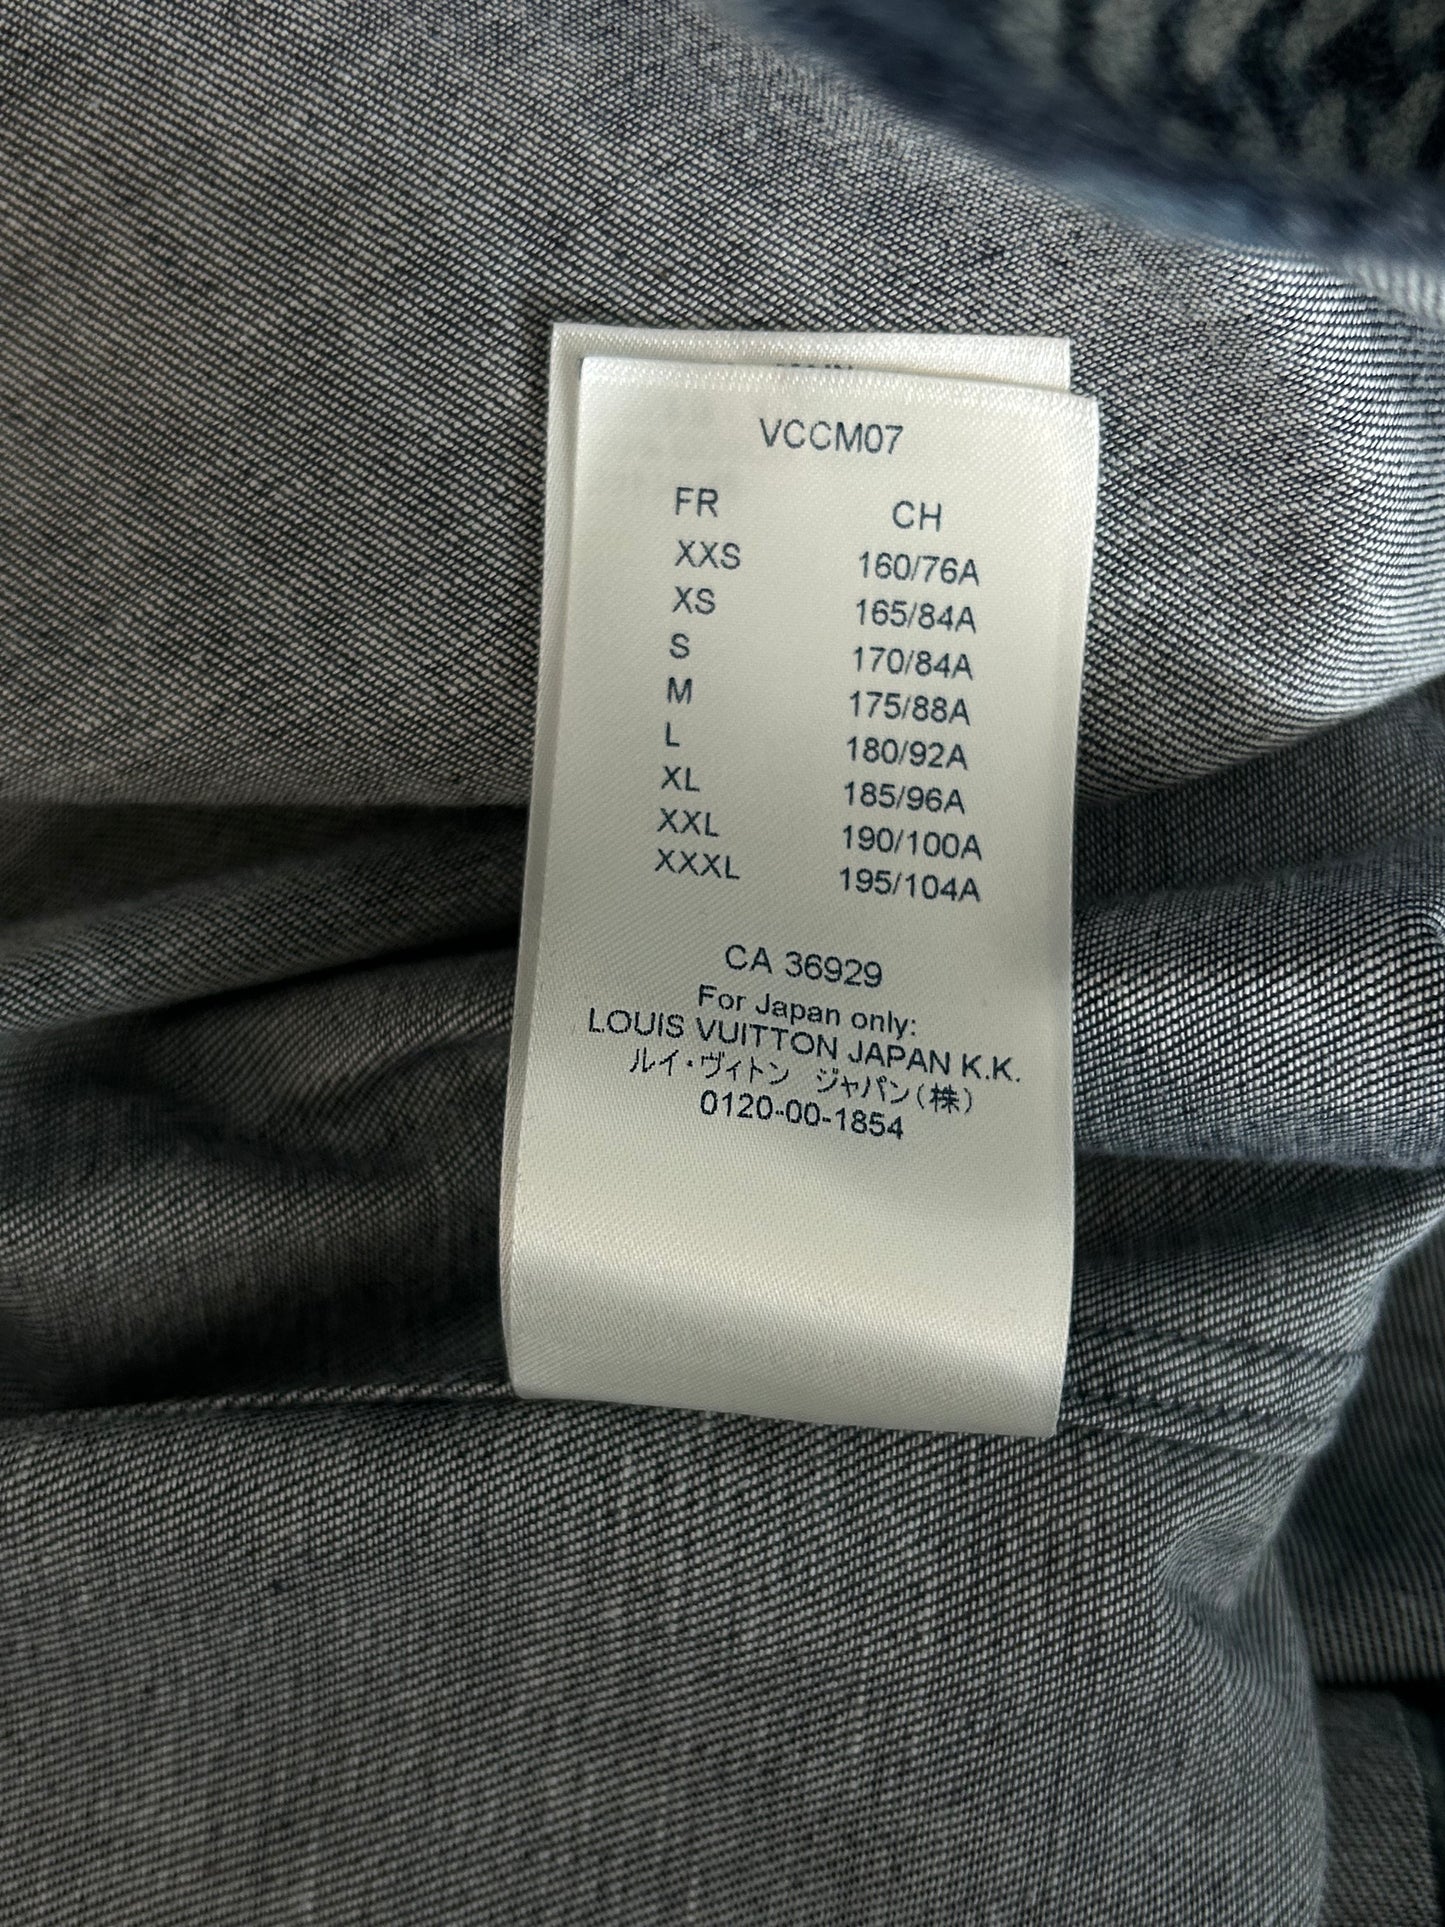 VCCM07
FR CH
XXS 160/76A
XS 165/84A
S 170/84A
M 175/88A
L 180/92A
XL 185/96A
XXL 190/100A
XXXL 195/104A
CA 36929
For Japan only:
LOUIS VUITTON JAPAN K.K.
ルイ・ヴィトン ジャパン(株)
0120-00-1854